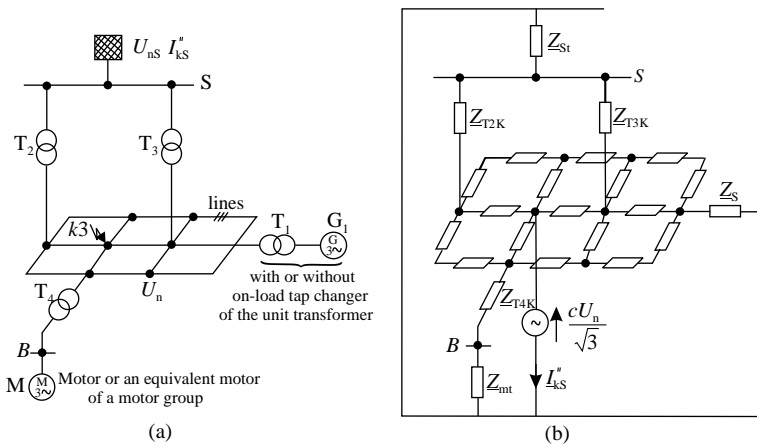 U_nS I"_kS
S
T_2
T_3
lines
k3
T_1
G_1
G
3~
with or without
on-load tap changer
of the unit transformer
T_4
U_n
B
M
M
3~
Motor or an equivalent motor
of a motor group
(a)
Z_St
S
Z_T2K
Z_T3K
Z_S
Z_T4K
~
cU_n
√3
B
Z_mt
I"_kS
(b)